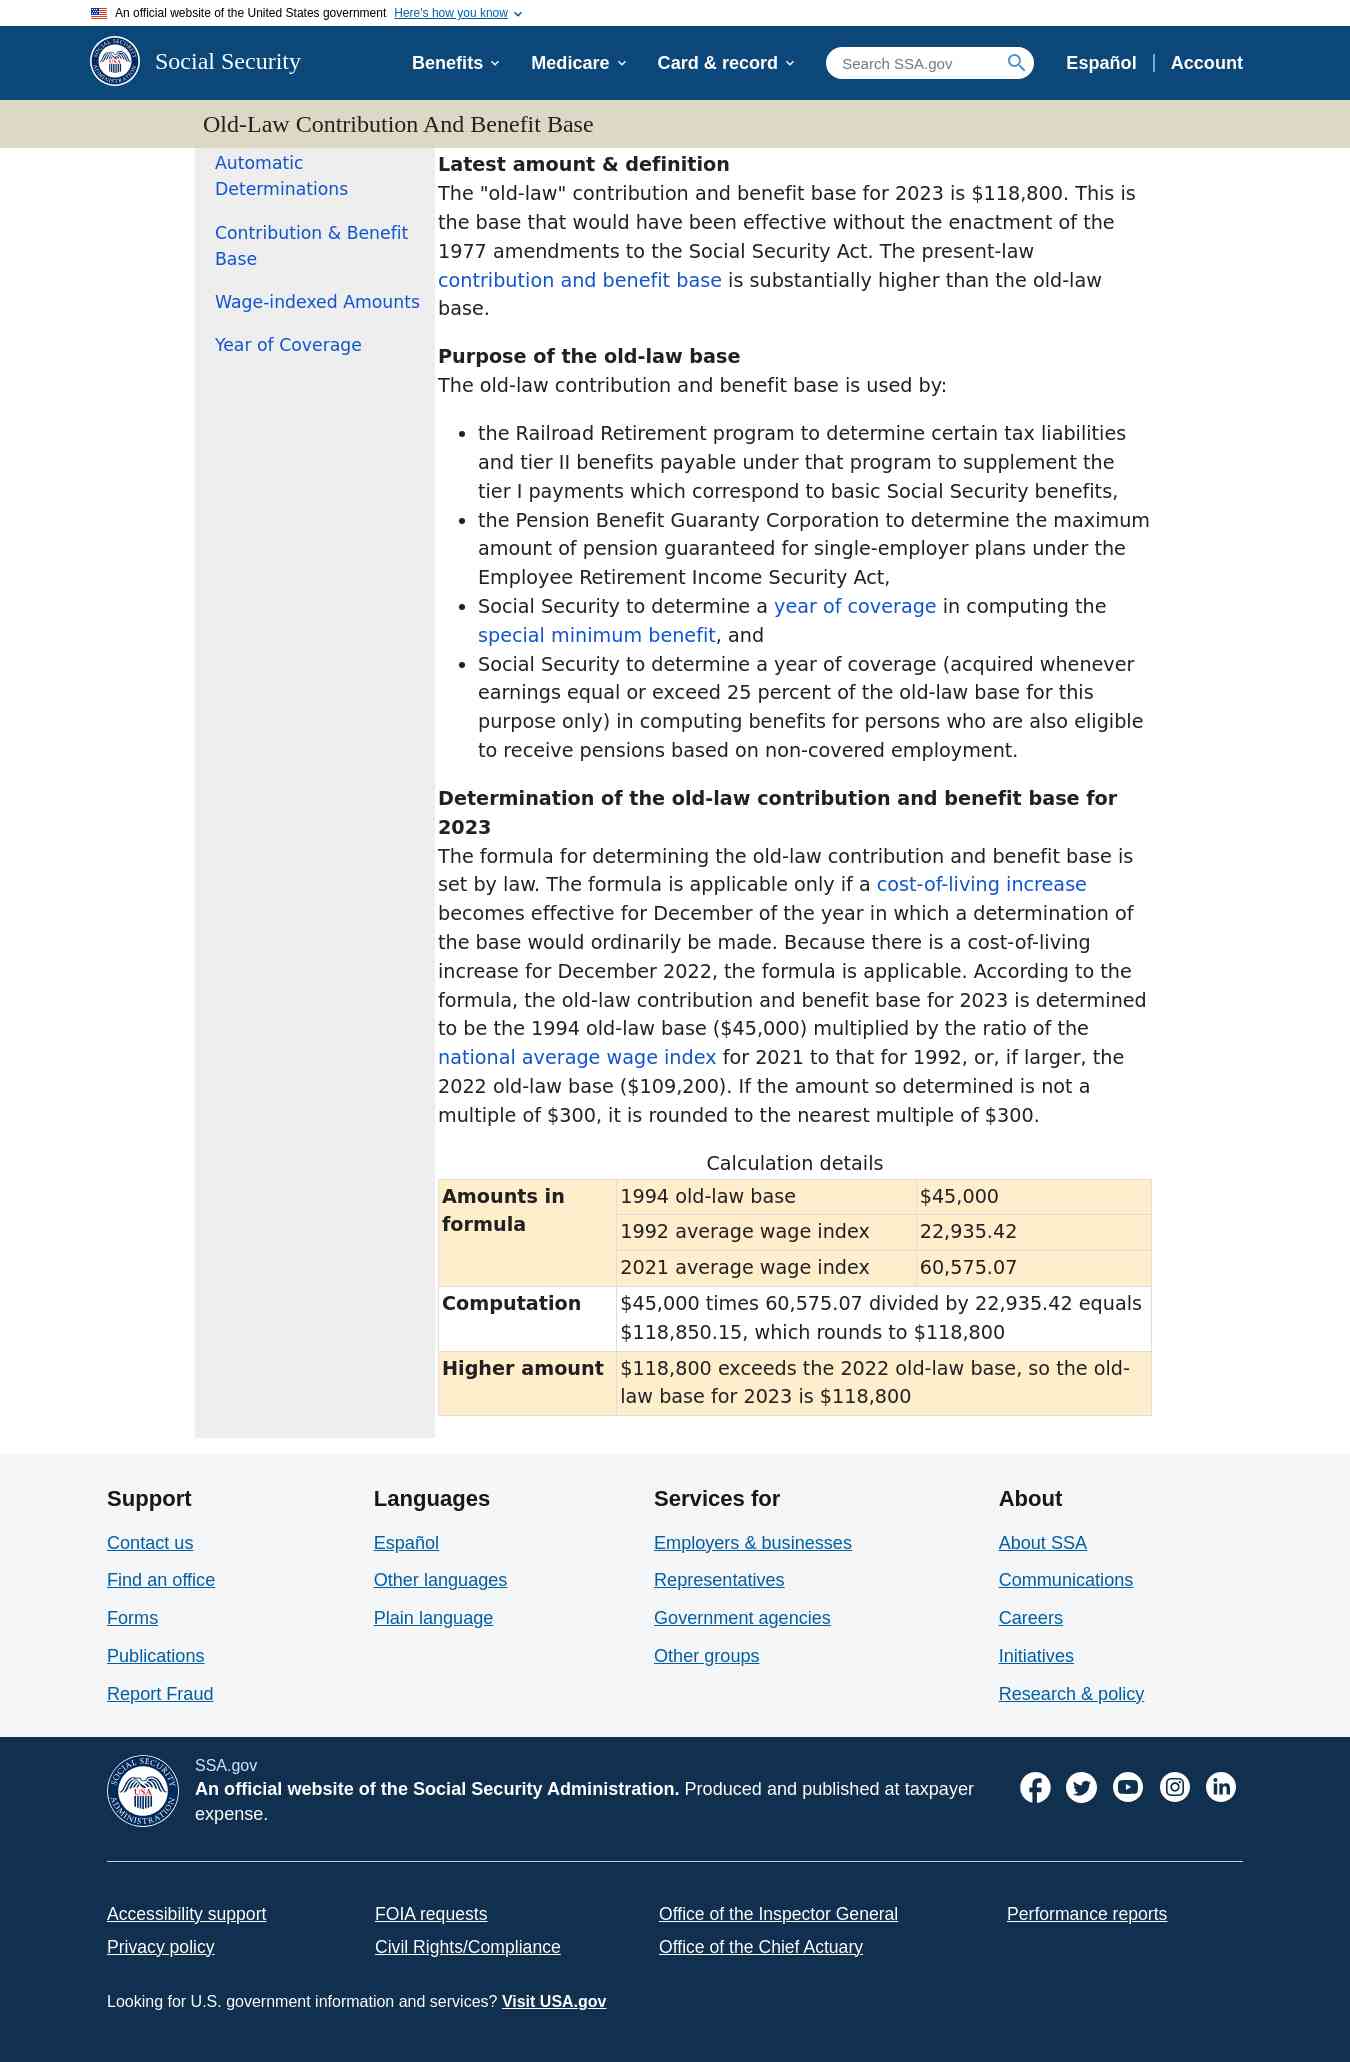 An official website of the United States government Here's how you know
Social Security
Benefits Medicare Card & record Search SSA.gov Español Account
Old-Law Contribution And Benefit Base
Automatic
Determinations
Contribution & Benefit
Base
Wage-indexed Amounts
Year of Coverage
Latest amount & definition
The "old-law" contribution and benefit base for 2023 is $118,800. This is
the base that would have been effective without the enactment of the
1977 amendments to the Social Security Act. The present-law
contribution and benefit base is substantially higher than the old-law
base.
Purpose of the old-law base
The old-law contribution and benefit base is used by:
• the Railroad Retirement program to determine certain tax liabilities
and tier II benefits payable under that program to supplement the
tier I payments which correspond to basic Social Security benefits,
• the Pension Benefit Guaranty Corporation to determine the maximum
amount of pension guaranteed for single-employer plans under the
Employee Retirement Income Security Act,
• Social Security to determine a year of coverage in computing the
special minimum benefit, and
• Social Security to determine a year of coverage (acquired whenever
earnings equal or exceed 25 percent of the old-law base for this
purpose only) in computing benefits for persons who are also eligible
to receive pensions based on non-covered employment.
Determination of the old-law contribution and benefit base for
2023
The formula for determining the old-law contribution and benefit base is
set by law. The formula is applicable only if a cost-of-living increase
becomes effective for December of the year in which a determination of
the base would ordinarily be made. Because there is a cost-of-living
increase for December 2022, the formula is applicable. According to the
formula, the old-law contribution and benefit base for 2023 is determined
to be the 1994 old-law base ($45,000) multiplied by the ratio of the
national average wage index for 2021 to that for 1992, or, if larger, the
2022 old-law base ($109,200). If the amount so determined is not a
multiple of $300, it is rounded to the nearest multiple of $300.
Calculation details
Amounts in
formula
1994 old-law base $45,000
1992 average wage index 22,935.42
2021 average wage index 60,575.07
Computation
$45,000 times 60,575.07 divided by 22,935.42 equals
$118,850.15, which rounds to $118,800
Higher amount
$118,800 exceeds the 2022 old-law base, so the old-
law base for 2023 is $118,800
Support
Contact us
Find an office
Forms
Publications
Report Fraud
Languages
Español
Other languages
Plain language
Services for
Employers & businesses
Representatives
Government agencies
Other groups
About
About SSA
Communications
Careers
Initiatives
Research & policy
SOCIAL SECURITY
USA
ADMINISTRATION
SSA.gov
An official website of the Social Security Administration. Produced and published at taxpayer
expense.
Accessibility support FOIA requests Office of the Inspector General Performance reports
Privacy policy Civil Rights/Compliance Office of the Chief Actuary
Looking for U.S. government information and services? Visit USA.gov